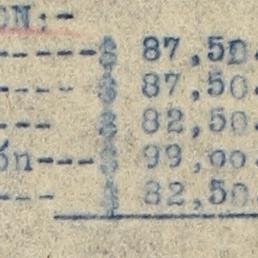 ON:-
-----$ 87,50.
-----$ 87,50.
---$ 82,50.
ón---$ 99,00.
---$ 82,50.